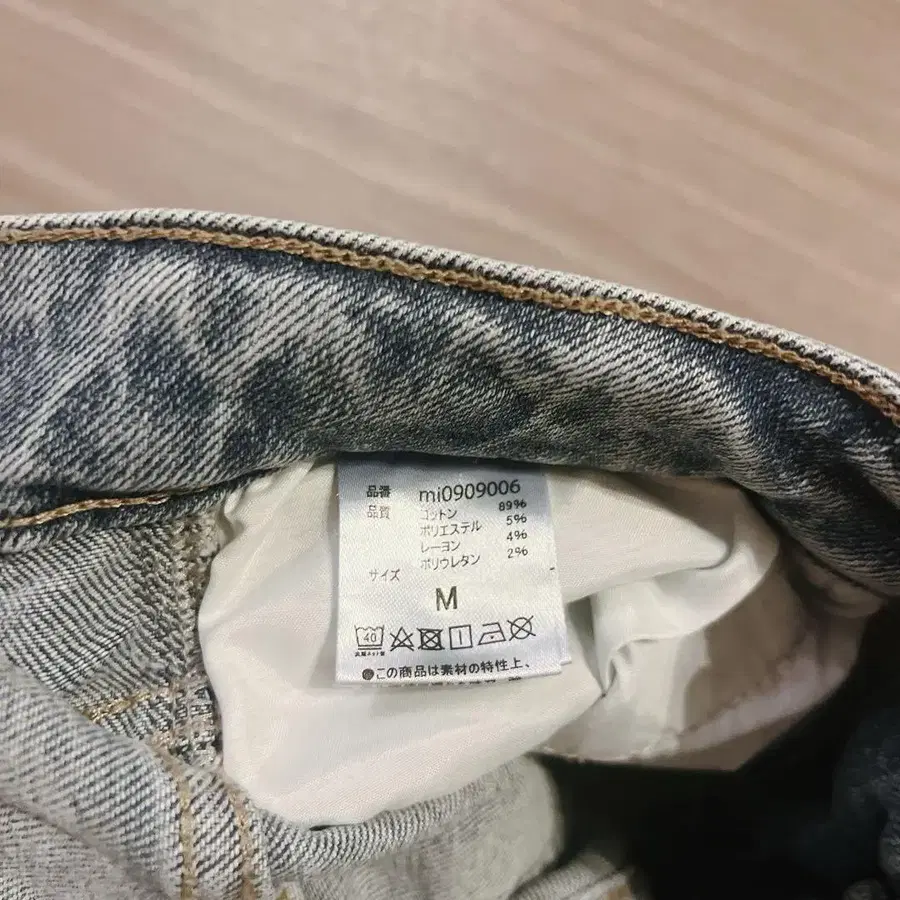 品番 mi0909006
品質 コットン 89%
ポリエステル 5%
レーヨン 4%
ポリウレタン 2%
サイズ
M
40
●この商品は素材の特性上、